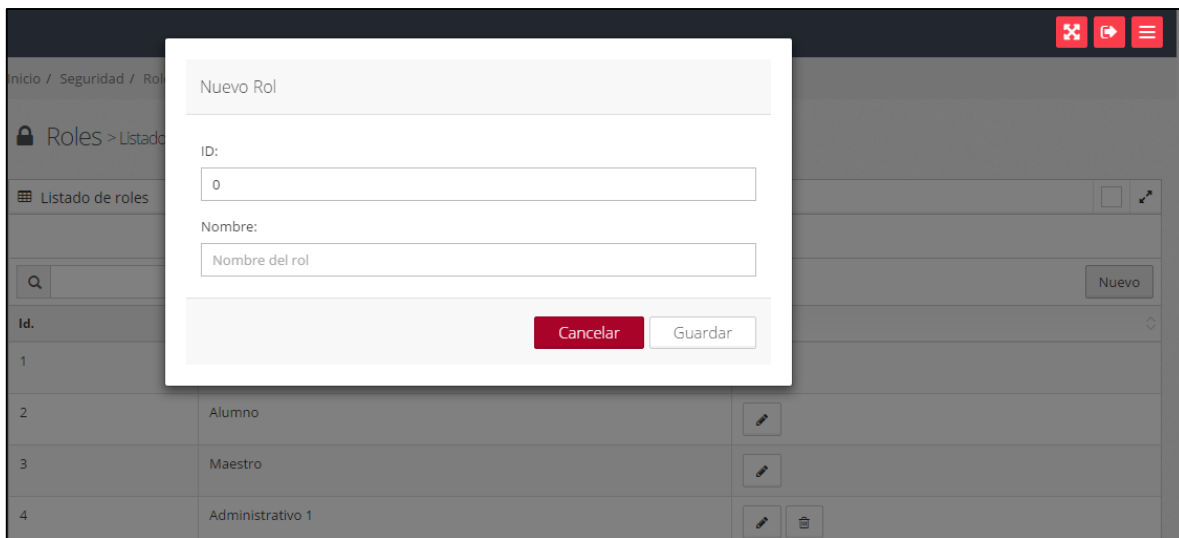 Inicio / Seguridad / Rol
Roles > Listado
Listado de roles
Nuevo
Id.
1
2 Alumno
3 Maestro
4 Administrativo 1
Nuevo Rol
ID:
0
Nombre:
Nombre del rol
Cancelar Guardar